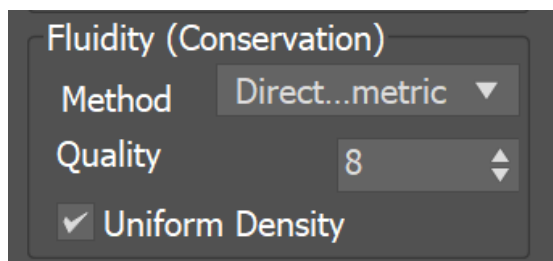 Fluidity (Conservation)
Method Direct...metric
Quality 8
Uniform Density